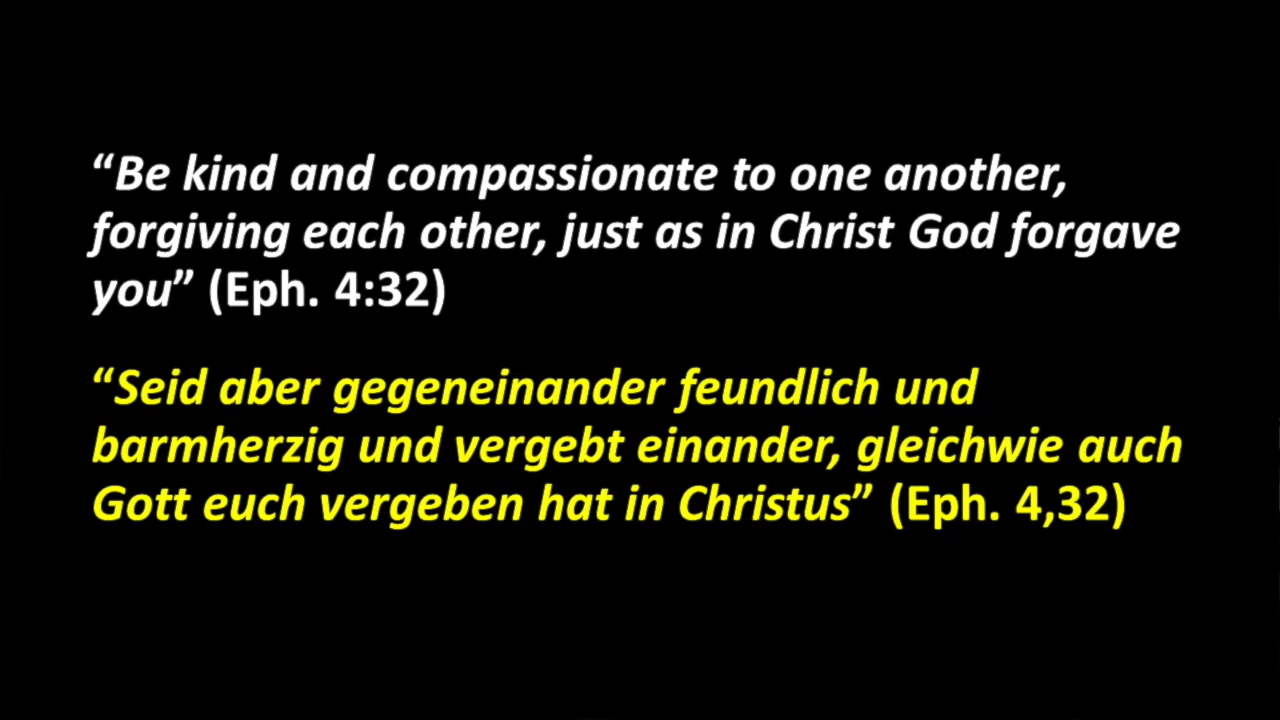 “Be kind and compassionate to one another,
forgiving each other, just as in Christ God forgave
you” (Eph. 4:32)
“Seid aber gegeneinander feundlich und
barmherzig und vergebt einander, gleichwie auch
Gott euch vergeben hat in Christus” (Eph. 4,32)